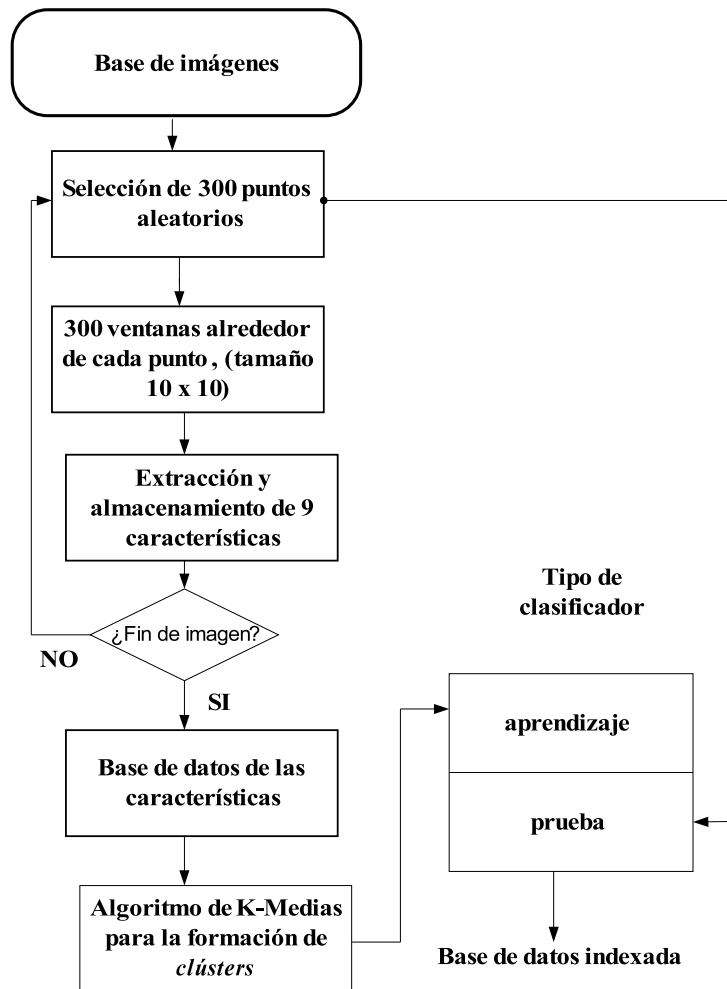 Base de imágenes
Selección de 300 puntos
aleatorios
300 ventanas alrededor
de cada punto , (tamaño
10 x 10)
Extracción y
almacenamiento de 9
características
¿Fin de imagen?
NO
SI
Base de datos de las
características
Algoritmo de K-Medias
para la formación de
clústers
Tipo de
clasificador
aprendizaje
prueba
Base de datos indexada